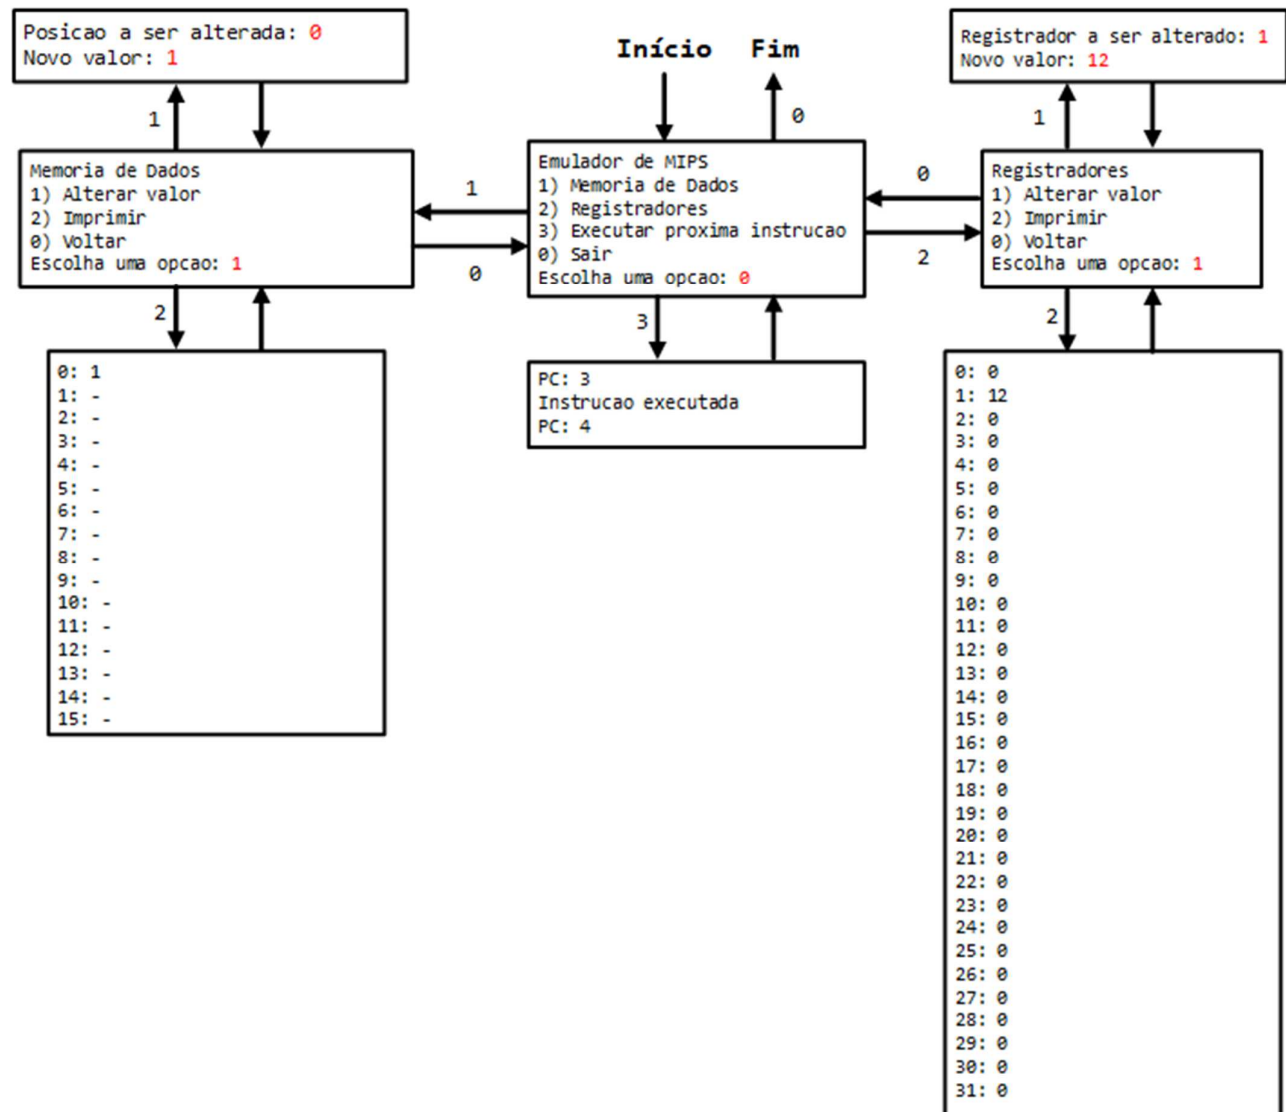 Posicao a ser alterada: 0
Novo valor: 1
Início Fim
Registrador a ser alterado: 1
Novo valor: 12
1
0
1
Memoria de Dados
1) Alterar valor
2) Imprimir
0) Voltar
Escolha uma opcao: 1
1
0
Emulador de MIPS
1) Memoria de Dados
2) Registradores
3) Executar proxima instrucao
0) Sair
Escolha uma opcao: 0
0
2
Registradores
1) Alterar valor
2) Imprimir
0) Voltar
Escolha uma opcao: 1
2
3
2
0: 1
1: -
2: -
3: -
4: -
5: -
6: -
7: -
8: -
9: -
10: -
11: -
12: -
13: -
14: -
15: -
PC: 3
Instrucao executada
PC: 4
0: 0
1: 12
2: 0
3: 0
4: 0
5: 0
6: 0
7: 0
8: 0
9: 0
10: 0
11: 0
12: 0
13: 0
14: 0
15: 0
16: 0
17: 0
18: 0
19: 0
20: 0
21: 0
22: 0
23: 0
24: 0
25: 0
26: 0
27: 0
28: 0
29: 0
30: 0
31: 0